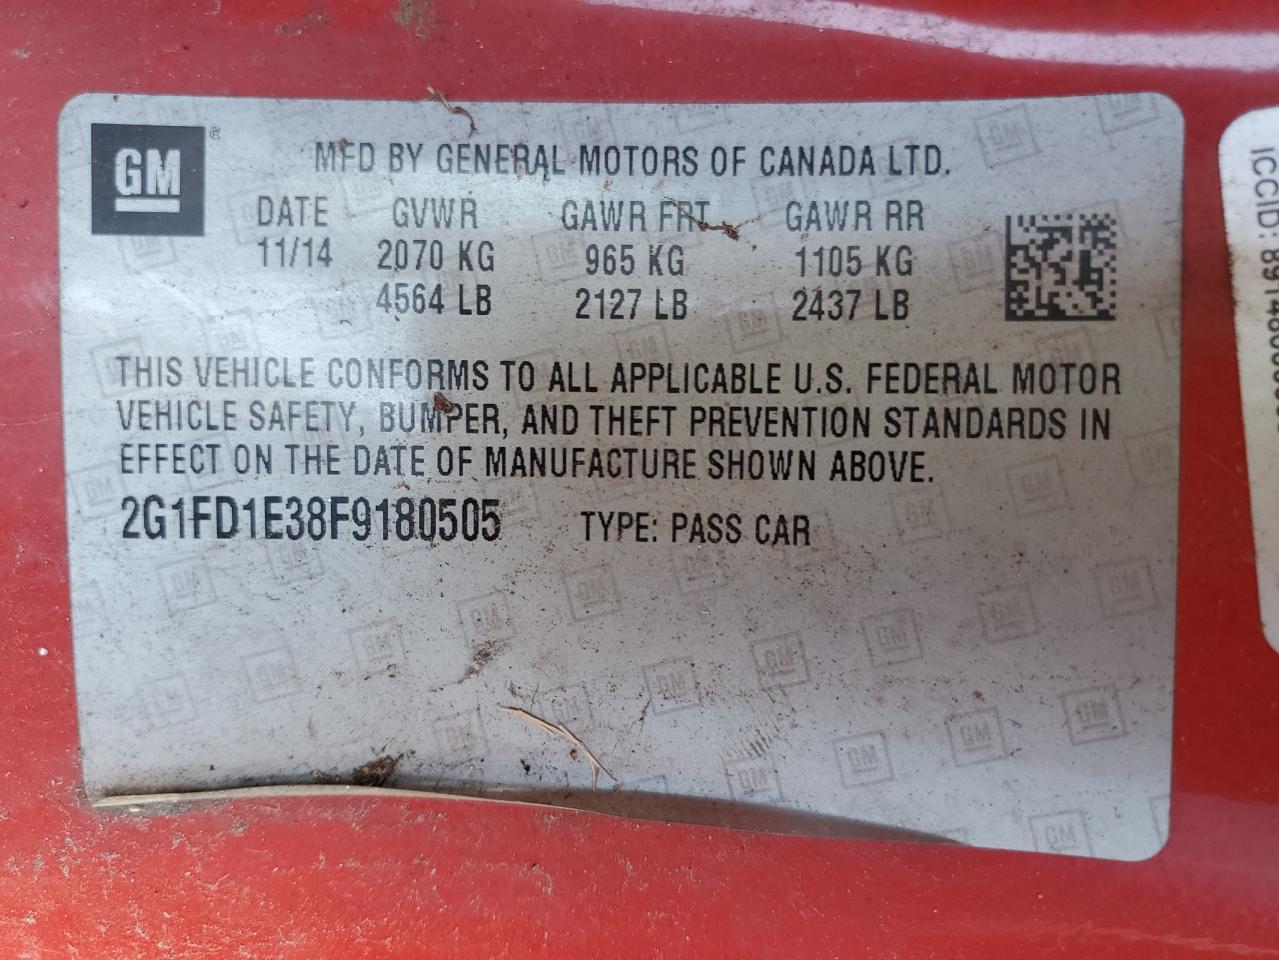 GM
MFD BY GENERAL MOTORS OF CANADA LTD.
DATE GVWR GAWR FRT GAWR RR
11/14 2070 KG 965 KG 1105 KG
4564 LB 2127 LB 2437 LB
THIS VEHICLE CONFORMS TO ALL APPLICABLE U.S. FEDERAL MOTOR
VEHICLE SAFETY, BUMPER, AND THEFT PREVENTION STANDARDS IN
EFFECT ON THE DATE OF MANUFACTURE SHOWN ABOVE.
2G1FD1E38F9180505 TYPE: PASS CAR
ICCID: